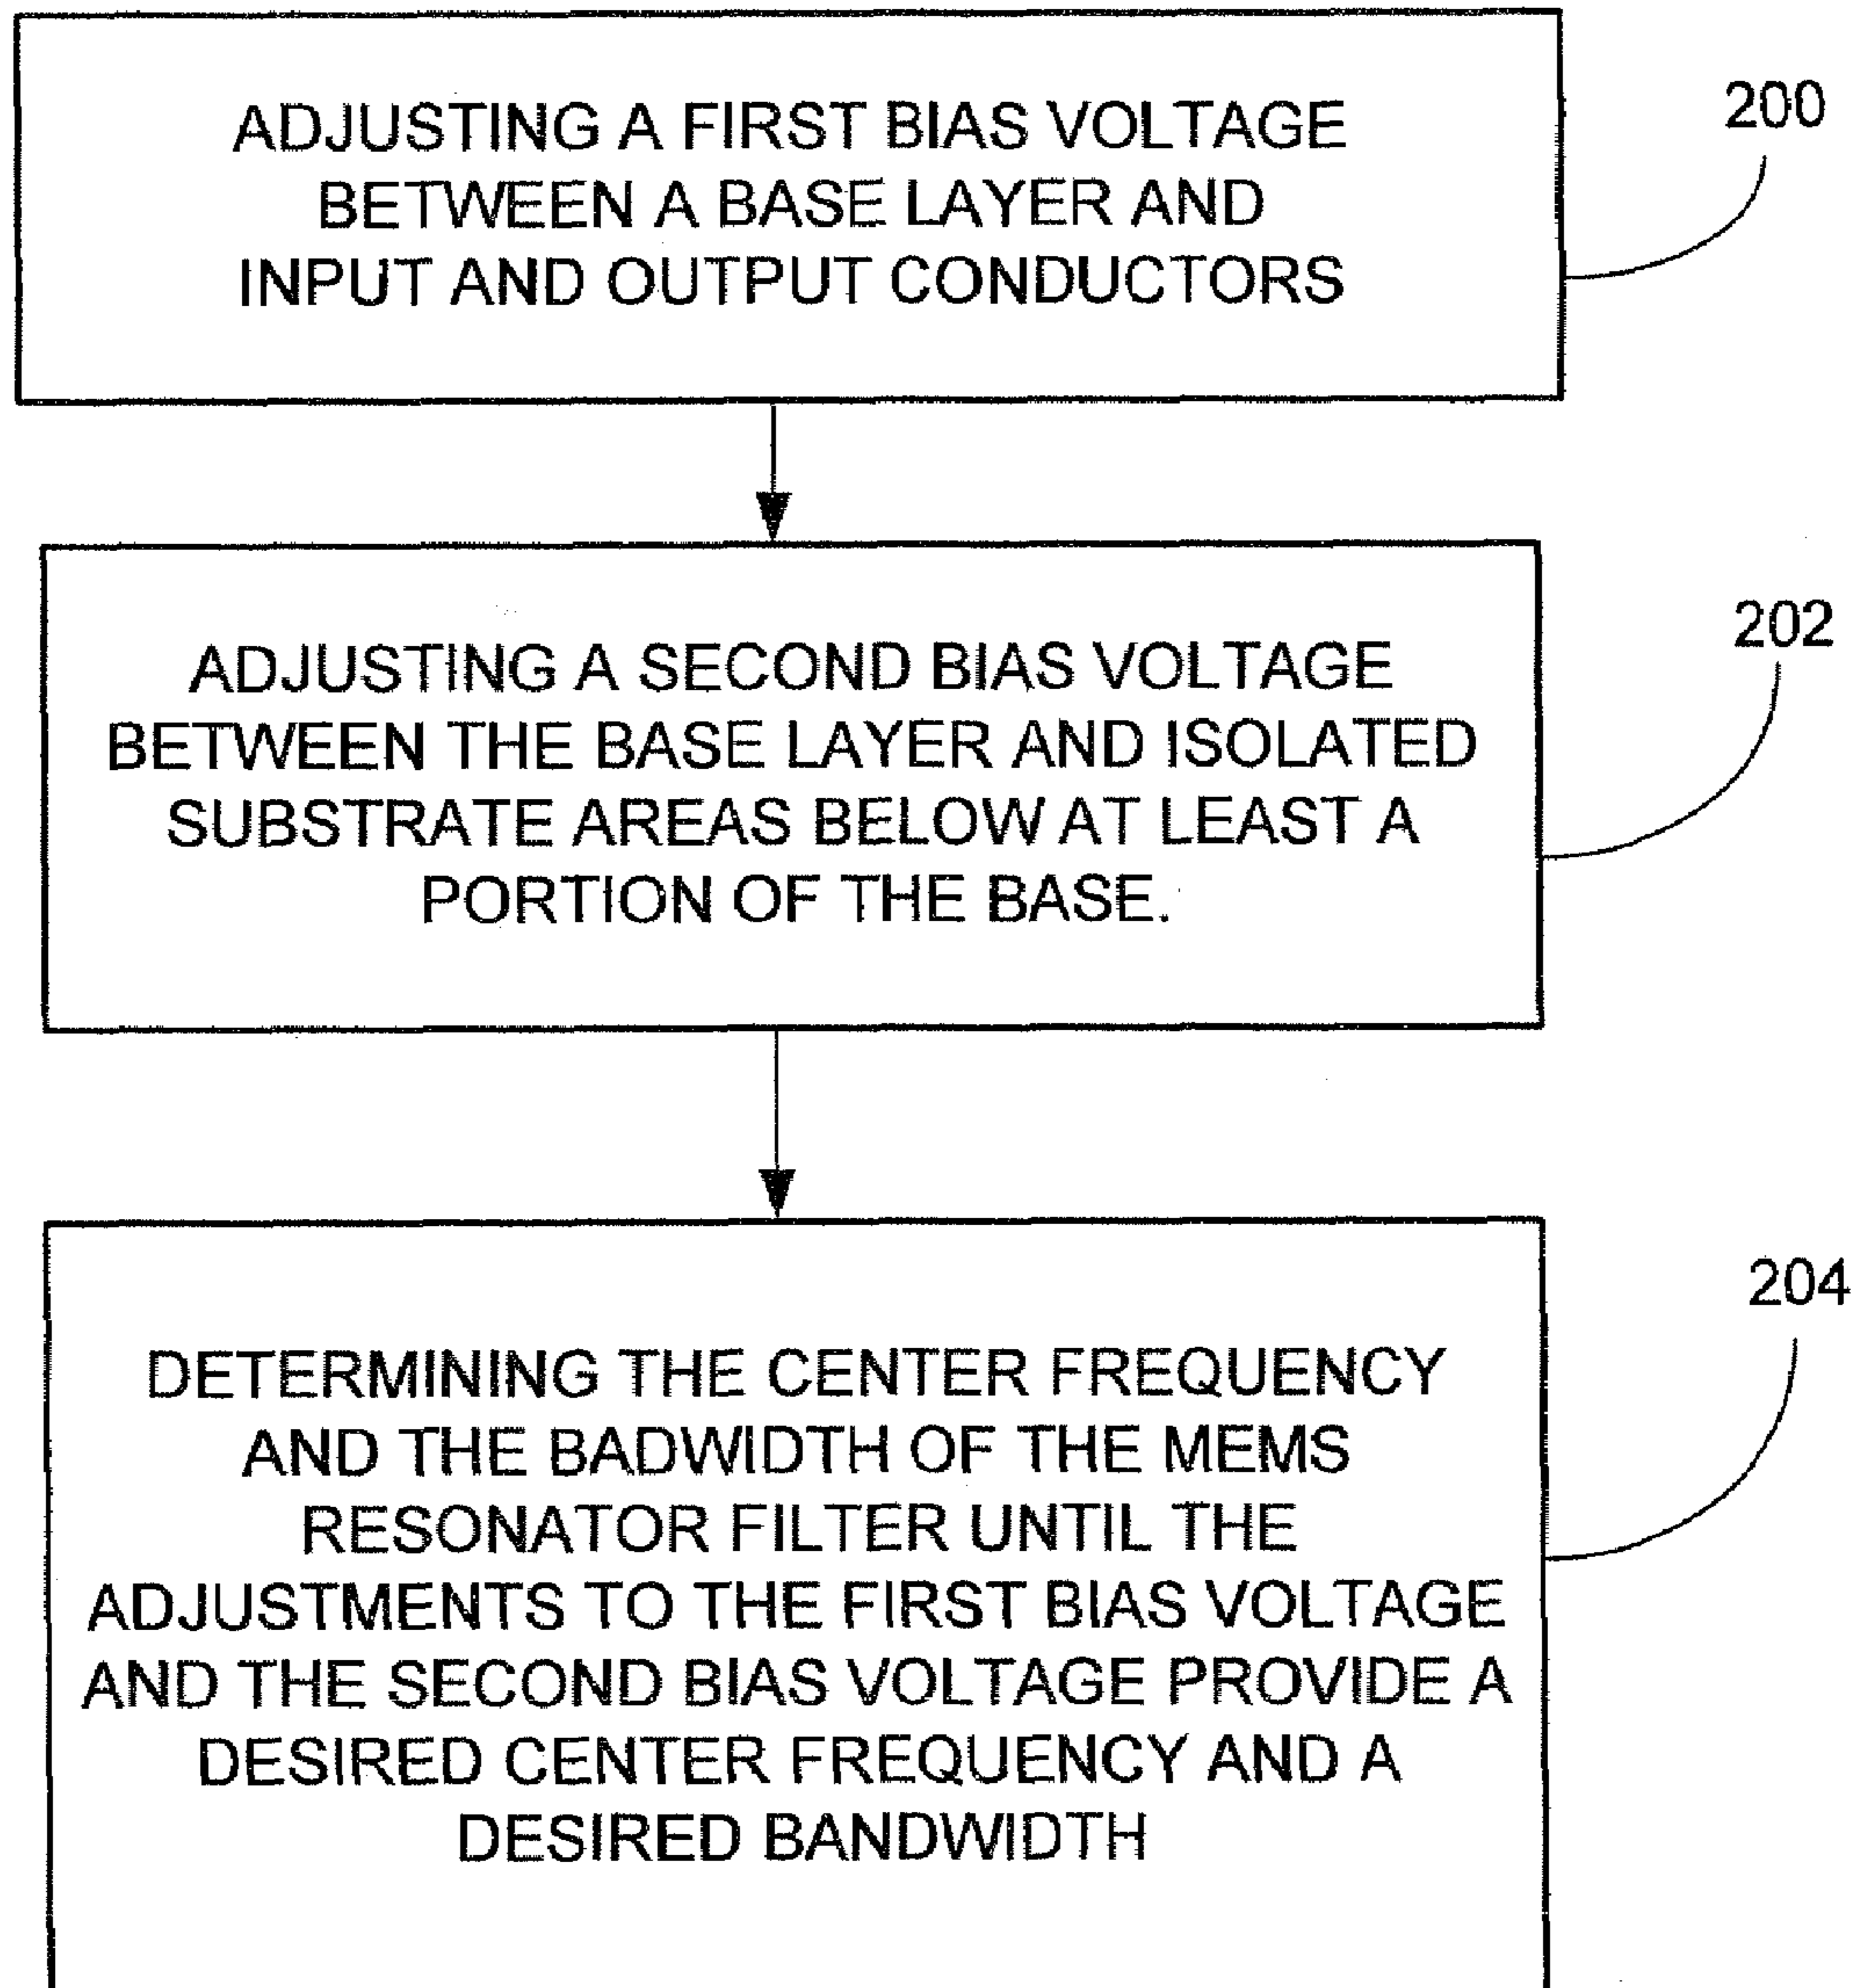 ADJUSTING A FIRST BIAS VOLTAGE
BETWEEN A BASE LAYER AND
INPUT AND OUTPUT CONDUCTORS
200
ADJUSTING A SECOND BIAS VOLTAGE
BETWEEN THE BASE LAYER AND ISOLATED
SUBSTRATE AREAS BELOW AT LEAST A
PORTION OF THE BASE.
202
DETERMINING THE CENTER FREQUENCY
AND THE BADWIDTH OF THE MEMS
RESONATOR FILTER UNTIL THE
ADJUSTMENTS TO THE FIRST BIAS VOLTAGE
AND THE SECOND BIAS VOLTAGE PROVIDE A
DESIRED CENTER FREQUENCY AND A
DESIRED BANDWIDTH
204